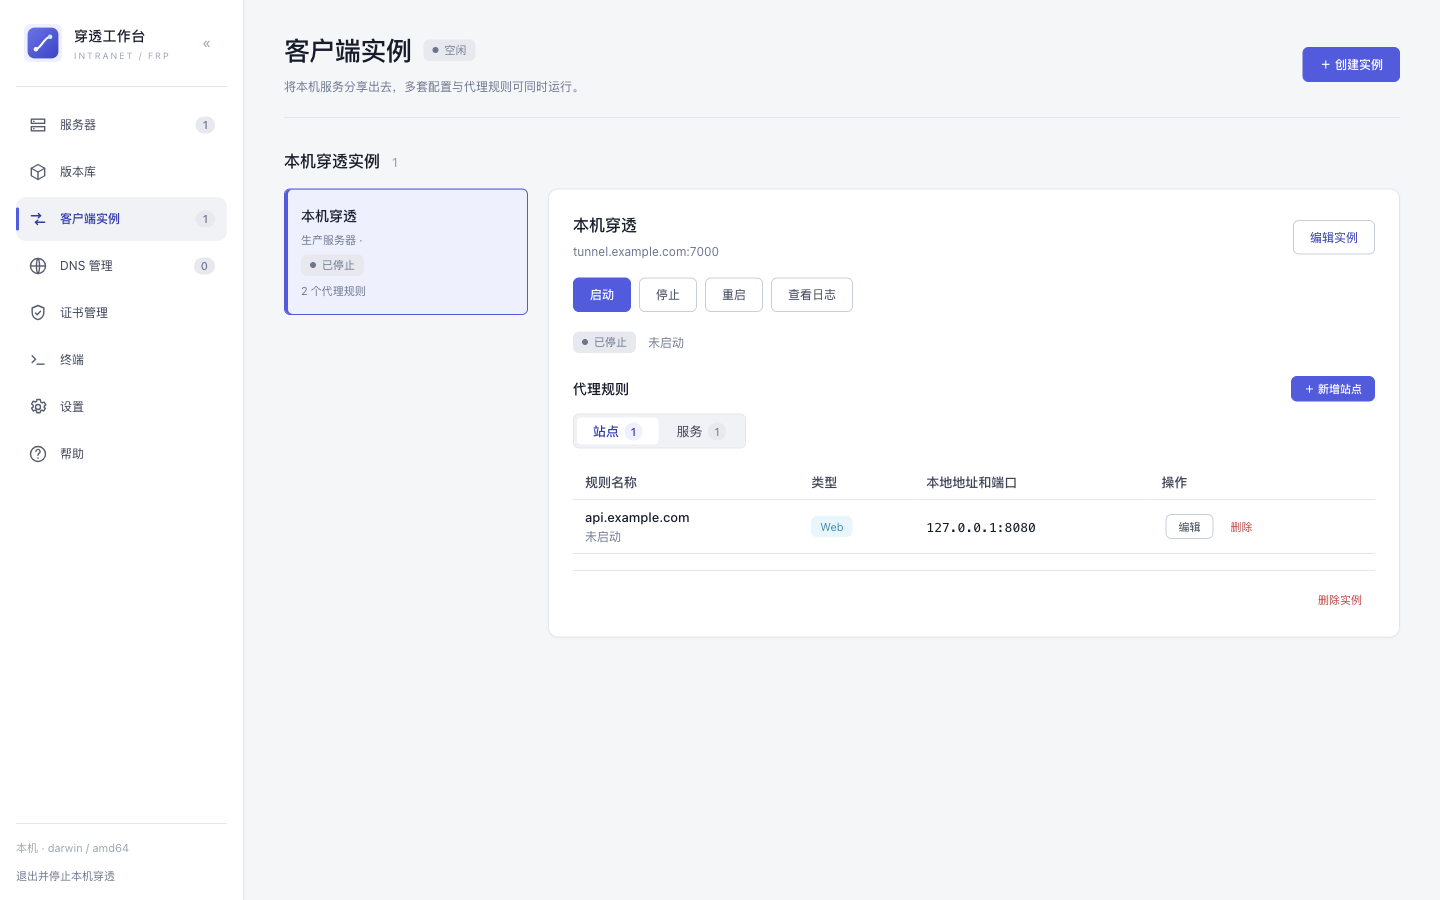 穿透工作台
INTRANET / FRP
«
服务器 1
版本库
客户端实例 1
DNS 管理 0
证书管理
终端
设置
帮助
本机 · darwin / amd64
退出并停止本机穿透
客户端实例 空闲
将本机服务分享出去，多套配置与代理规则可同时运行。
+ 创建实例
本机穿透实例 1
本机穿透
生产服务器 ·
已停止
2 个代理规则
本机穿透
tunnel.example.com:7000
编辑实例
启动 停止 重启 查看日志
已停止 未启动
代理规则
+ 新增站点
站点 1 服务 1
规则名称 类型 本地地址和端口 操作
api.example.com
未启动
Web 127.0.0.1:8080 编辑 删除
删除实例